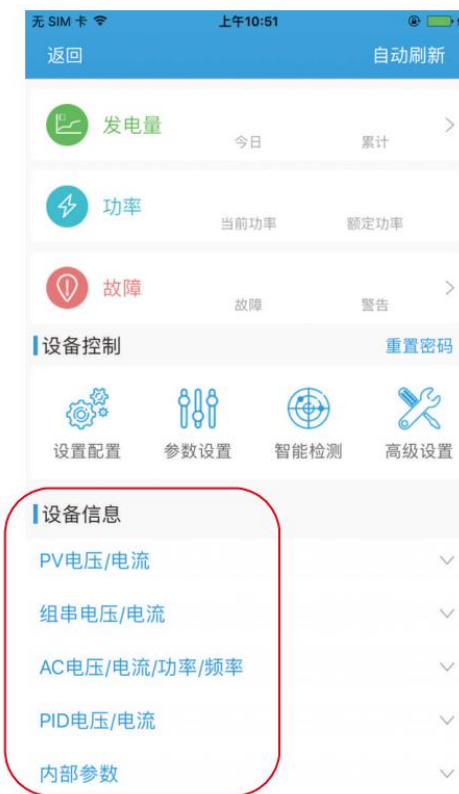 无 SIM 卡 上午10:51
返回 自动刷新
发电量 今日 累计
功率 当前功率 额定功率
故障 故障 警告
设备控制 重置密码
设置配置 参数设置 智能检测 高级设置
设备信息
PV电压/电流
组串电压/电流
AC电压/电流/功率/频率
PID电压/电流
内部参数